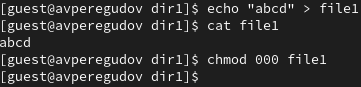 [guest@avperegudov dir1]$ echo "abcd" > file1
[guest@avperegudov dir1]$ cat file1
abcd
[guest@avperegudov dir1]$ chmod 000 file1
[guest@avperegudov dir1]$